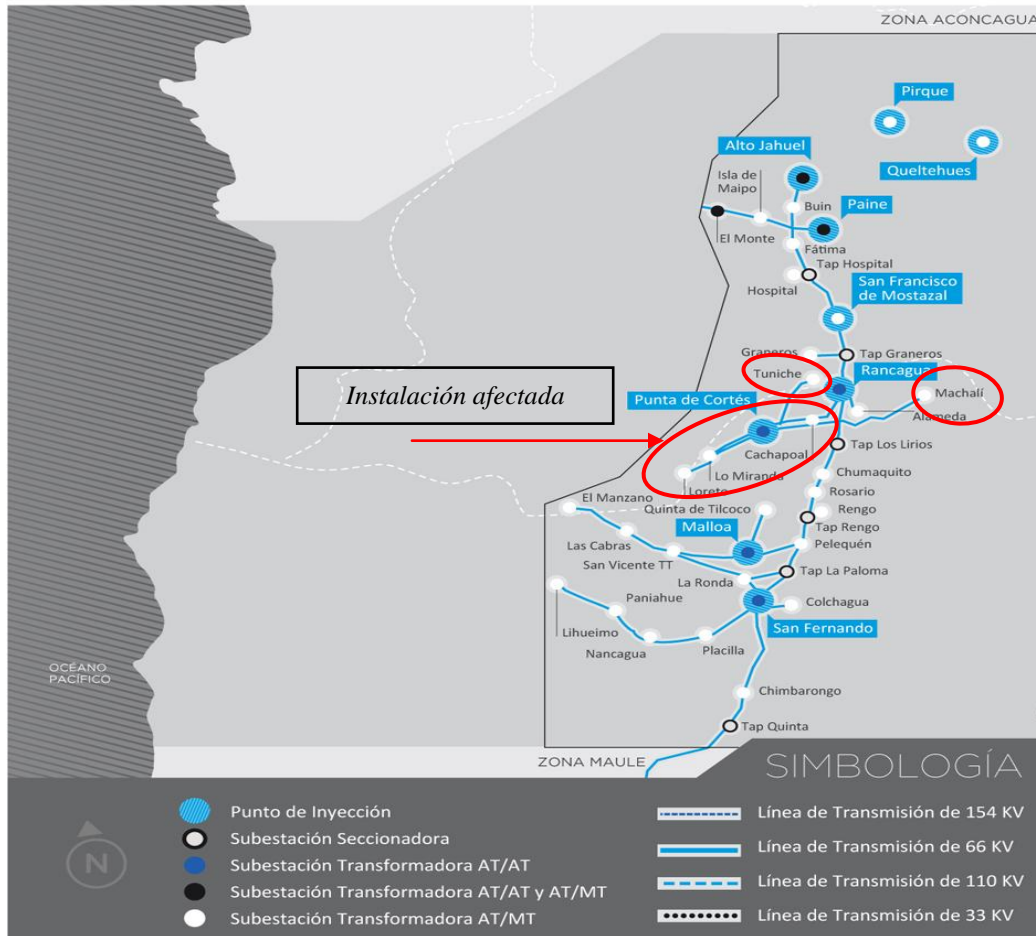 ZONA ACONCAGUA
Pirque
Alto Jahuel
Queltehues
Isla de
Maipo
Buin
Paine
El Monte
Fátima
Tap Hospital
Hospital
San Francisco
de Mostazal
Graneros
Tap Graneros
Tuniche
Rancagua
Instalación afectada
Machalí
Punta de Cortés
Alameda
Cachapoal
Tap Los Lirios
Lo Miranda
Loreto
Chumaquito
El Manzano
Rosario
Quinta de Tilcoco
Rengo
Malloa
Tap Rengo
Las Cabras
Pelequén
San Vicente TT
Tap La Paloma
La Ronda
Paniahue
Colchagua
Lihueimo
San Fernando
Nancagua
Placilla
OCÉANO
PACÍFICO
Chimbarongo
Tap Quinta
ZONA MAULE
SIMBOLOGÍA
N
Punto de Inyección
Subestación Seccionadora
Subestación Transformadora AT/AT
Subestación Transformadora AT/AT y AT/MT
Subestación Transformadora AT/MT
Línea de Transmisión de 154 KV
Línea de Transmisión de 66 KV
Línea de Transmisión de 110 KV
Línea de Transmisión de 33 KV